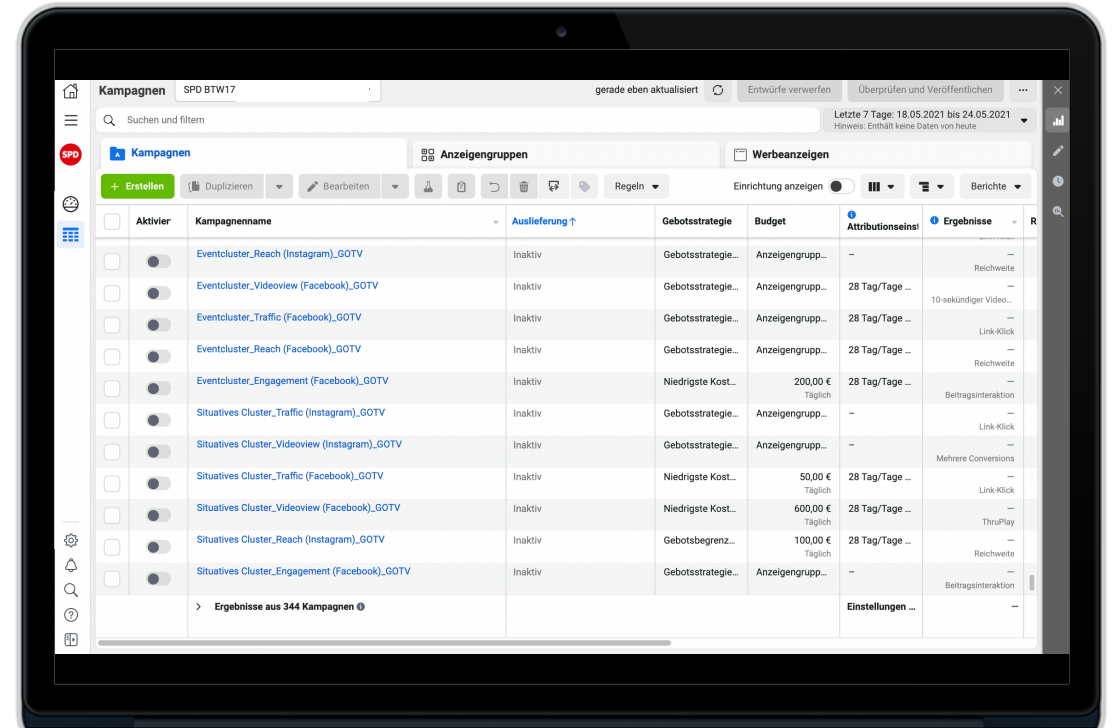 Kampagnen SPD BTW17 gerade eben aktualisiert Entwürfe verwerfen Überprüfen und Veröffentlichen ...
Suchen und filtern Letzte 7 Tage: 18.05.2021 bis 24.05.2021
Hinweis: Enthält keine Daten von heute
SPD
Kampagnen Anzeigengruppen Werbeanzeigen
+ Erstellen Duplizieren Bearbeiten Regeln Einrichtung anzeigen Berichte
Aktivier Kampagnenname Auslieferung ↑ Gebotsstrategie Budget Attributionseinst Ergebnisse R
Eventcluster_Reach (Instagram)_GOTV Inaktiv Gebotsstrategie... Anzeigengrupp... – —
Reichweite
Eventcluster_Videoview (Facebook)_GOTV Inaktiv Gebotsstrategie... Anzeigengrupp... 28 Tag/Tage ... —
10-sekündiger Video...
Eventcluster_Traffic (Facebook)_GOTV Inaktiv Gebotsstrategie... Anzeigengrupp... 28 Tag/Tage ... —
Link-Klick
Eventcluster_Reach (Facebook)_GOTV Inaktiv Gebotsstrategie... Anzeigengrupp... 28 Tag/Tage ... —
Reichweite
Eventcluster_Engagement (Facebook)_GOTV Inaktiv Niedrigste Kost... 200,00 € 28 Tag/Tage ... —
Täglich Beitragsinteraktion
Situatives Cluster_Traffic (Instagram)_GOTV Inaktiv Gebotsstrategie... Anzeigengrupp... – —
Link-Klick
Situatives Cluster_Videoview (Instagram)_GOTV Inaktiv Gebotsstrategie... Anzeigengrupp... – —
Mehrere Conversions
Situatives Cluster_Traffic (Facebook)_GOTV Inaktiv Niedrigste Kost... 50,00 € 28 Tag/Tage ... —
Täglich Link-Klick
Situatives Cluster_Videoview (Facebook)_GOTV Inaktiv Niedrigste Kost... 600,00 € 28 Tag/Tage ... —
Täglich ThruPlay
Situatives Cluster_Reach (Instagram)_GOTV Inaktiv Gebotsbegrenz... 100,00 € 28 Tag/Tage ... —
Täglich Reichweite
Situatives Cluster_Engagement (Facebook)_GOTV Inaktiv Gebotsstrategie... Anzeigengrupp... – —
Beitragsinteraktion
> Ergebnisse aus 344 Kampagnen Einstellungen ... —